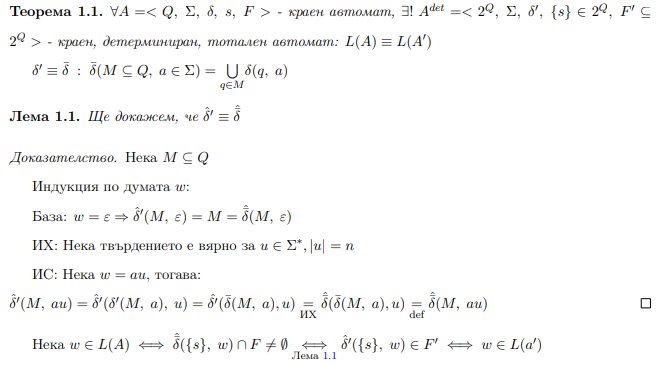 Теорема 1.1. ∀A =< Q, Σ, δ, s, F > - краен автомат, ∃! Aᵈᵉᵗ =< 2^Q, Σ, δ′, {s} ∈ 2^Q, F′ ⊆
2^Q > - краен, детерминиран, тотален автомат: L(A) ≡ L(A′)
δ′ ≡ δ̄ : δ̄(M ⊆ Q, a ∈ Σ) = ⋃_{q∈M} δ(q, a)
Лема 1.1. Ще докажем, че δ̂′ ≡ δ̄̂
Доказателство. Нека M ⊆ Q
Индукция по думата w:
База: w = ε ⇒ δ̂′(M, ε) = M = δ̄̂(M, ε)
ИХ: Нека твърдението е вярно за u ∈ Σ*, |u| = n
ИС: Нека w = au, тогава:
δ̂′(M, au) = δ̂′(δ′(M, a), u) = δ̂′(δ̄(M, a), u) =_{ИХ} δ̄̂(δ̄(M, a), u) =_{def} δ̄̂(M, au) □
Нека w ∈ L(A) ⟺ δ̄̂({s}, w) ∩ F ≠ ∅ ⟺_{Лема 1.1} δ̂′({s}, w) ∈ F′ ⟺ w ∈ L(a′)